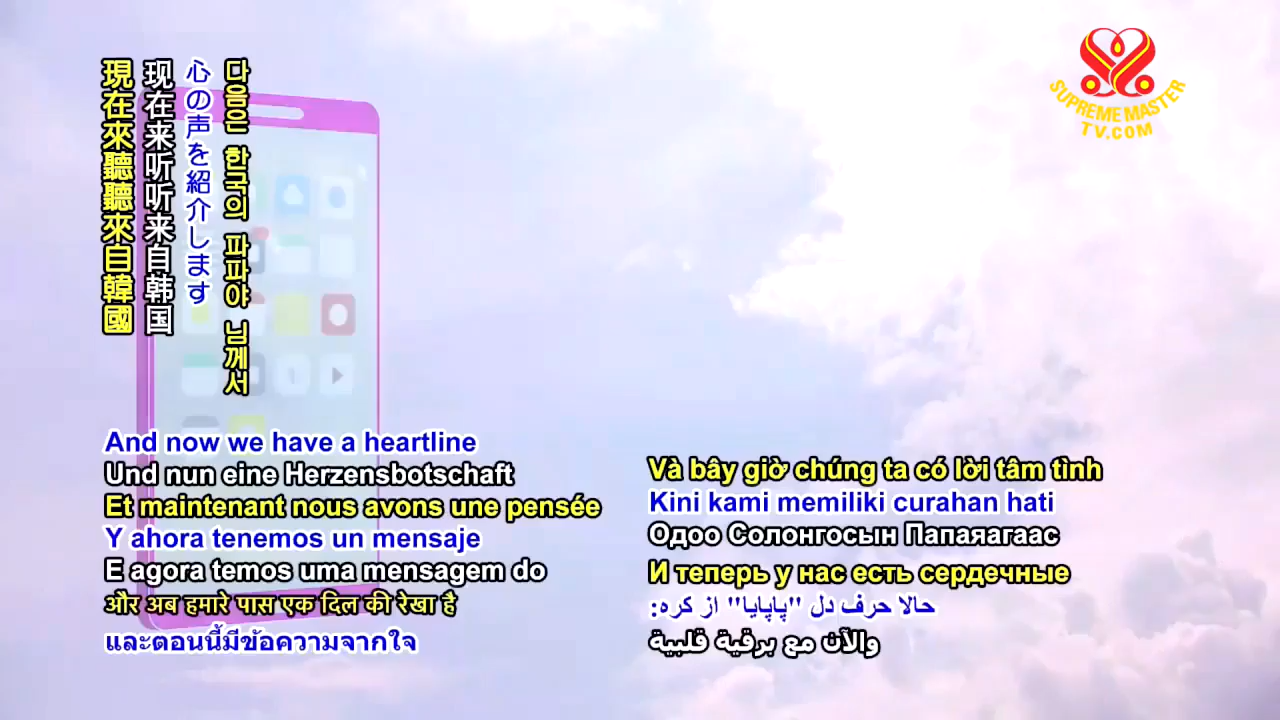 現在來聽聽來自韓國
现在来听听来自韩国
心の声を紹介します
다음은 한국의 파파야 님께서
SUPREME MASTER
TV.COM
And now we have a heartline
Und nun eine Herzensbotschaft
Et maintenant nous avons une pensée
Y ahora tenemos un mensaje
E agora temos uma mensagem do
और अब हमारे पास एक दिल की रेखा है
และตอนนี้มีข้อความจากใจ
Và bây giờ chúng ta có lời tâm tình
Kini kami memiliki curahan hati
Одоо Солонгосын Папаяагаас
И теперь у нас есть сердечные
حالا حرف دل "پاپایا" از کره:
والآن مع برقية قلبية